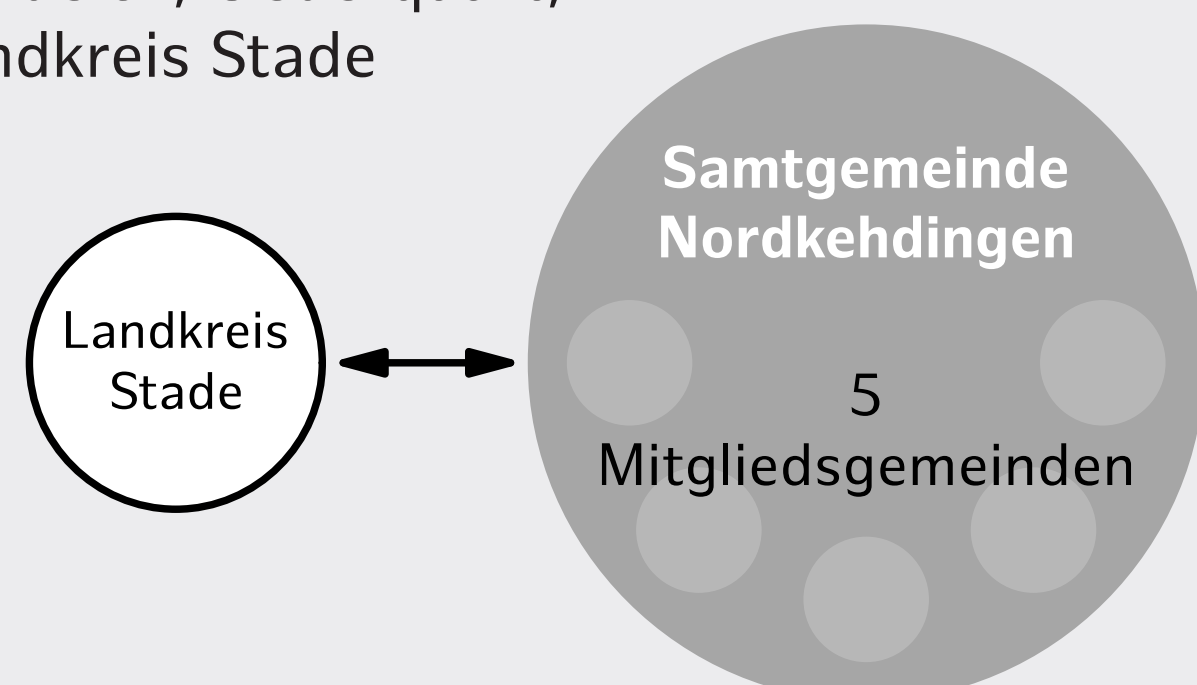 ndkreis Stade
Samtgemeinde
Nordkehdingen
Landkreis
Stade
5
Mitgliedsgemeinden